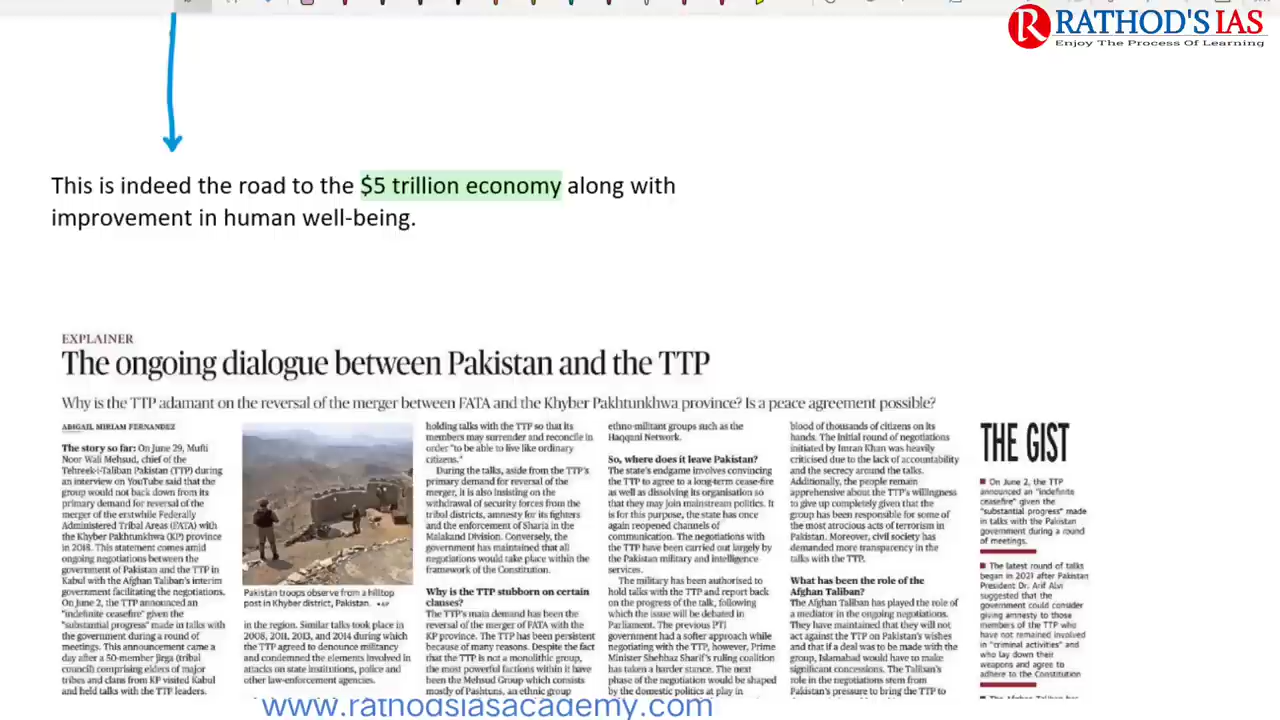 RATHOD'S IAS
Enjoy The Process Of Learning
This is indeed the road to the $5 trillion economy along with
improvement in human well-being.
EXPLAINER
The ongoing dialogue between Pakistan and the TTP
Why is the TTP adamant on the reversal of the merger between FATA and the Khyber Pakhtunkhwa province? Is a peace agreement possible?
ABIGAIL MIRIAM FERNANDEZ
The story so far: On June 29, Mufti
Noor Wali Mehsud, chief of the
Tehreek-i-Taliban Pakistan (TTP) during
an interview on YouTube said that the
group would not back down from its
primary demand for reversal of the
merger of the erstwhile Federally
Administered Tribal Areas (FATA) with
the Khyber Pakhtunkhwa (KP) province
in 2018. This statement comes amid
ongoing negotiations between the
government of Pakistan and the TTP in
Kabul with the Afghan Taliban's interim
government facilitating the negotiations.
On June 2, the TTP announced an
"indefinite ceasefire" given the
"substantial progress" made in talks with
the government during a round of
meetings. This announcement came a
day after a 50-member jirga (tribal
council) comprising elders of major
tribes and clans from KP visited Kabul
and held talks with the TTP leaders.
Pakistan troops observe from a hilltop
post in Khyber district, Pakistan. AP
in the region. Similar talks took place in
2008, 2011, 2013, and 2014 during which
the TTP agreed to denounce militancy
and condemned the elements involved in
attacks on state institutions, police and
other law-enforcement agencies.
holding talks with the TTP so that its
members may surrender and reconcile in
order "to be able to live like ordinary
citizens."
During the talks, aside from the TTP's
primary demand for reversal of the
merger, it is also insisting on the
withdrawal of security forces from the
tribal districts, amnesty for its fighters
and the enforcement of Sharia in the
Malakand Division. Conversely, the
government has maintained that all
negotiations would take place within the
framework of the Constitution.
Why is the TTP stubborn on certain
clauses?
The TTP's main demand has been the
reversal of the merger of FATA with the
KP province. The TTP has been persistent
because of many reasons. Despite the fact
that the TTP is not a monolithic group,
the most powerful factions within it have
been the Mehsud Group which consists
mostly of Pashtuns, an ethnic group
ethno-militant groups such as the
Haqqani Network.
So, where does it leave Pakistan?
The state's endgame involves convincing
the TTP to agree to a long-term cease-fire
as well as dissolving its organisation so
that they may join mainstream politics. It
is for this purpose, the state has once
again reopened channels of
communication. The negotiations with
the TTP have been carried out largely by
the Pakistan military and intelligence
services.
The military has been authorised to
hold talks with the TTP and report back
on the progress of the talk, following
which the issue will be debated in
Parliament. The previous PTI
government had a softer approach while
negotiating with the TTP, however, Prime
Minister Shehbaz Sharif's ruling coalition
has taken a harder stance. The next
phase of the negotiation would be shaped
by the domestic politics at play in
blood of thousands of citizens on its
hands. The initial round of negotiations
initiated by Imran Khan was heavily
criticised due to the lack of accountability
and the secrecy around the talks.
Additionally, the people remain
apprehensive about the TTP's willingness
to give up completely given that the
group has been responsible for some of
the most atrocious acts of terrorism in
Pakistan. Moreover, civil society has
demanded more transparency in the
talks with the TTP.
What has been the role of the
Afghan Taliban?
The Afghan Taliban has played the role of
a mediator in the ongoing negotiations.
They have maintained that they will not
act against the TTP on Pakistan's wishes
and that if a deal was to be made with the
group, Islamabad would have to make
significant concessions. The Taliban's
role in the negotiations stem from
Pakistan's pressure to bring the TTP to
THE GIST
On June 2, the TTP
announced an "indefinite
ceasefire" given the
"substantial progress" made
in talks with the Pakistan
government during a round
of meetings.
The latest round of talks
began in 2021 after Pakistan
President Dr. Arif Alvi
suggested that the
government could consider
giving amnesty to those
members of the TTP who
have not remained involved
in "criminal activities" and
who lay down their
weapons and agree to
adhere to the Constitution
The Afghan Taliban has
www.rathodsiasacademy.com